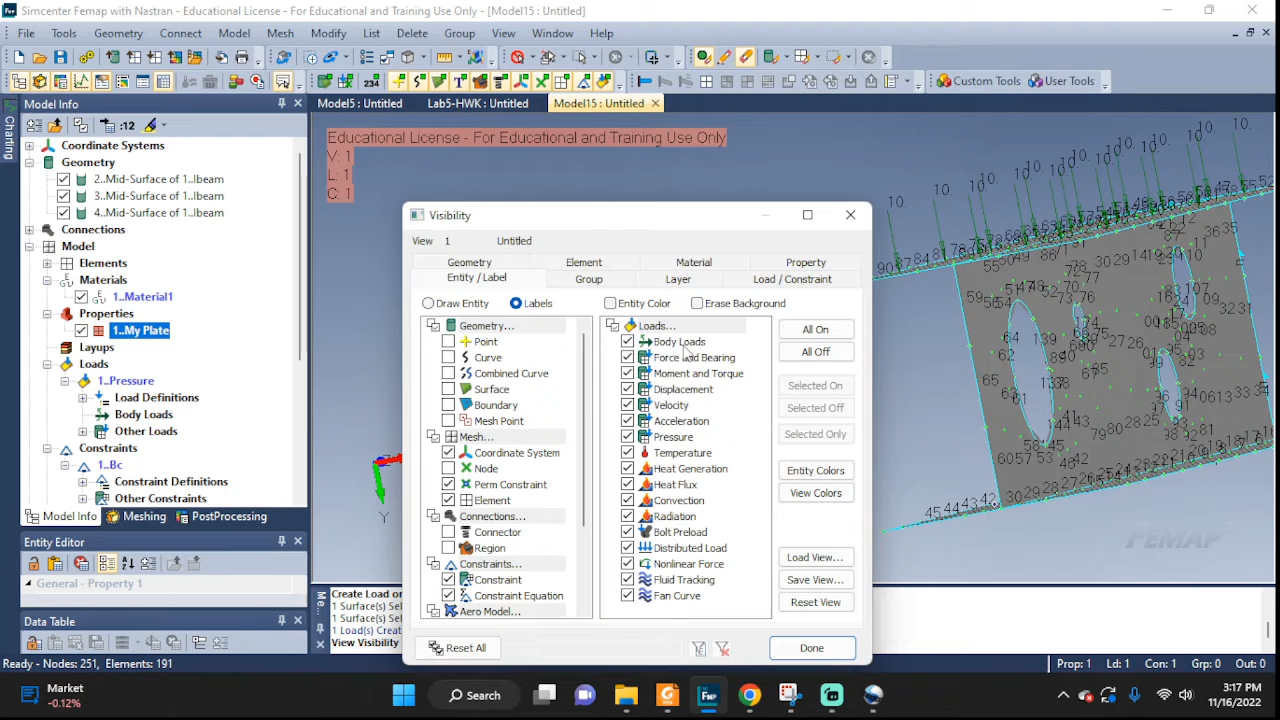 Simcenter Femap with Nastran - Educational License - For Educational and Training Use Only - [Model15 : Untitled]
File Tools Geometry Connect Model Mesh Modify List Delete Group View Window Help
234
Custom Tools User Tools
Model Info
Model5 : Untitled Lab5-HWK : Untitled Model15 : Untitled
Charting
:12
Educational License - For Educational and Training Use Only
V: 1
L: 1
C: 1
Coordinate Systems
Geometry
2..Mid-Surface of 1..Ibeam
3..Mid-Surface of 1..Ibeam
4..Mid-Surface of 1..Ibeam
Connections
Model
Elements
Materials
1..Material1
Properties
1..My Plate
Layups
Loads
1..Pressure
Load Definitions
Body Loads
Other Loads
Constraints
1..Bc
Constraint Definitions
Other Constraints
Model Info Meshing PostProcessing
Entity Editor
General - Property 1
Data Table
Visibility
View 1 Untitled
Geometry Element Material Property
Entity / Label Group Layer Load / Constraint
Draw Entity Labels Entity Color Erase Background
Geometry...
Point
Curve
Combined Curve
Surface
Boundary
Mesh Point
Mesh...
Coordinate System
Node
Perm Constraint
Element
Connections...
Connector
Region
Constraints...
Constraint
Constraint Equation
Aero Model...
Loads...
Body Loads
Force and Bearing
Moment and Torque
Displacement
Velocity
Acceleration
Pressure
Temperature
Heat Generation
Heat Flux
Convection
Radiation
Bolt Preload
Distributed Load
Nonlinear Force
Fluid Tracking
Fan Curve
All On
All Off
Selected On
Selected Off
Selected Only
Entity Colors
View Colors
Load View...
Save View...
Reset View
Reset All
Done
10. 10. 10. 10. 10. 10. 10. 10.
Y
FEMAP
Me...
Create Load on
1 Surface(s) Sel
1 Surface(s) Sel
1 Load(s) Creat
View Visibility
Ready - Nodes: 251, Elements: 191
Prop: 1 Ld: 1 Con: 1 Grp: 0 Out: 0
Market
-0.12%
Search
FMP
3:17 PM
11/16/2022